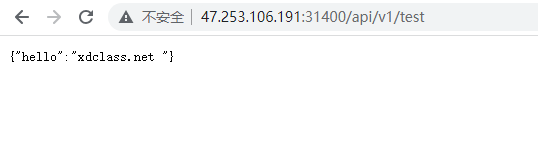 不安全 | 47.253.106.191:31400/api/v1/test
{"hello":"xdclass.net "}